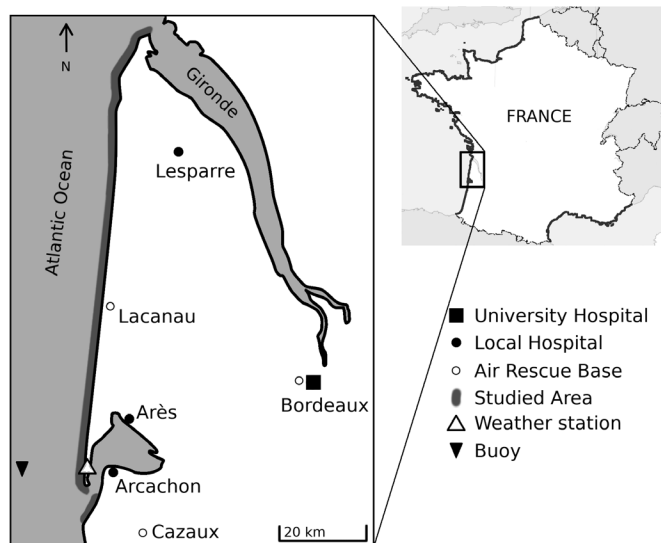 N
Gironde
FRANCE
Lesparre
Atlantic Ocean
Lacanau
Bordeaux
Arès
Arcachon
Cazaux
20 km
University Hospital
Local Hospital
Air Rescue Base
Studied Area
Weather station
Buoy